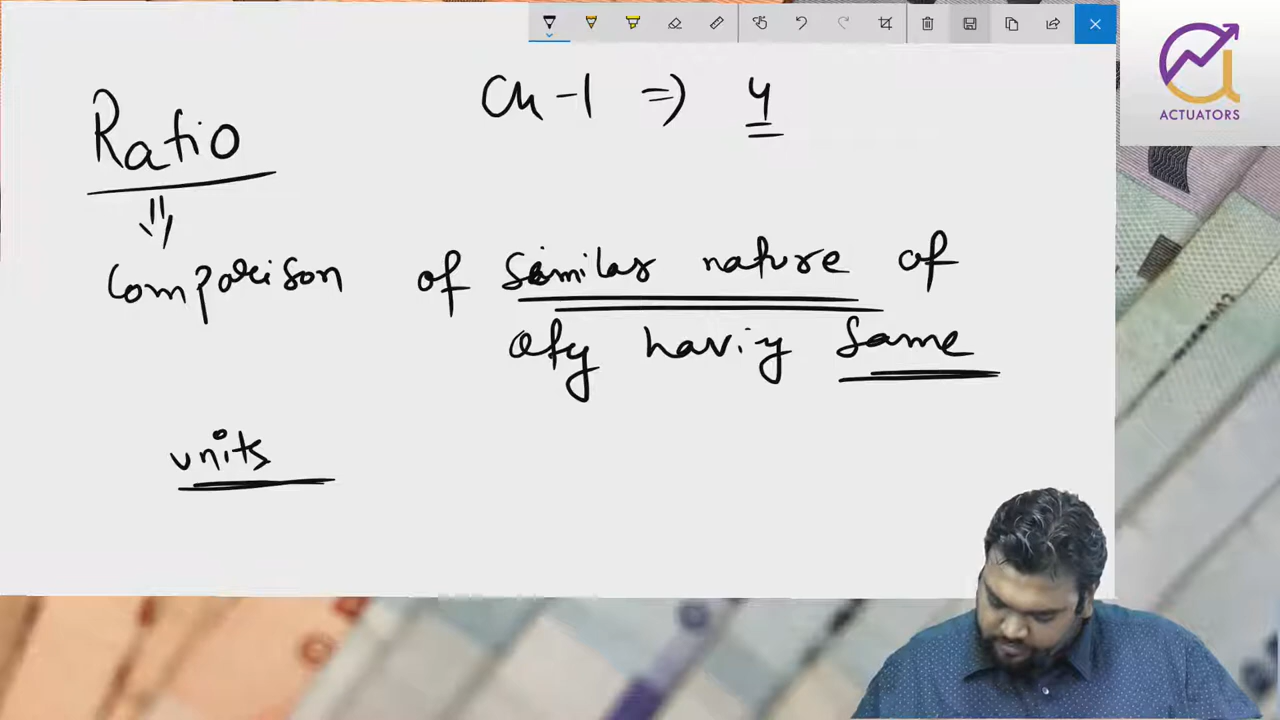 Ch-1 => 4
Ratio
Comparison of Similar nature of
qty having Same
units
ACTUATORS